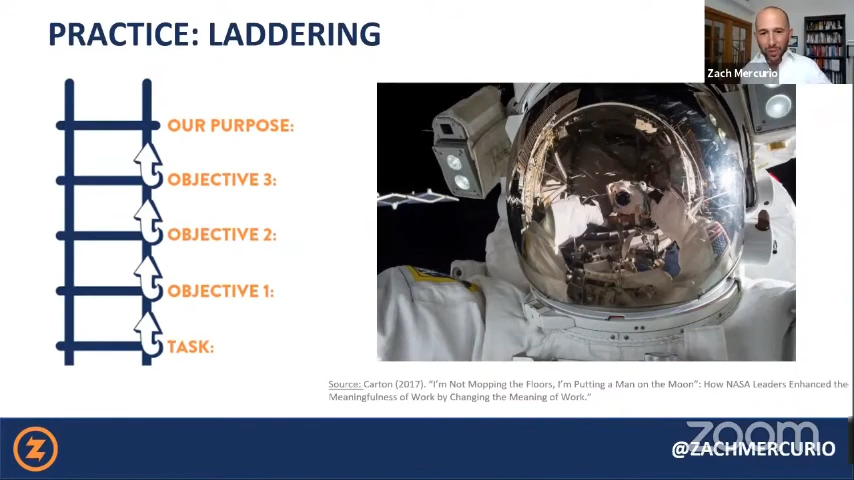 PRACTICE: LADDERING
Zach Mercurio
OUR PURPOSE:
OBJECTIVE 3:
OBJECTIVE 2:
OBJECTIVE 1:
TASK:
Source: Carton (2017). "I'm Not Mopping the Floors, I'm Putting a Man on the Moon": How NASA Leaders Enhanced the
Meaningfulness of Work by Changing the Meaning of Work."
zoom
@ZACHMERCURIO